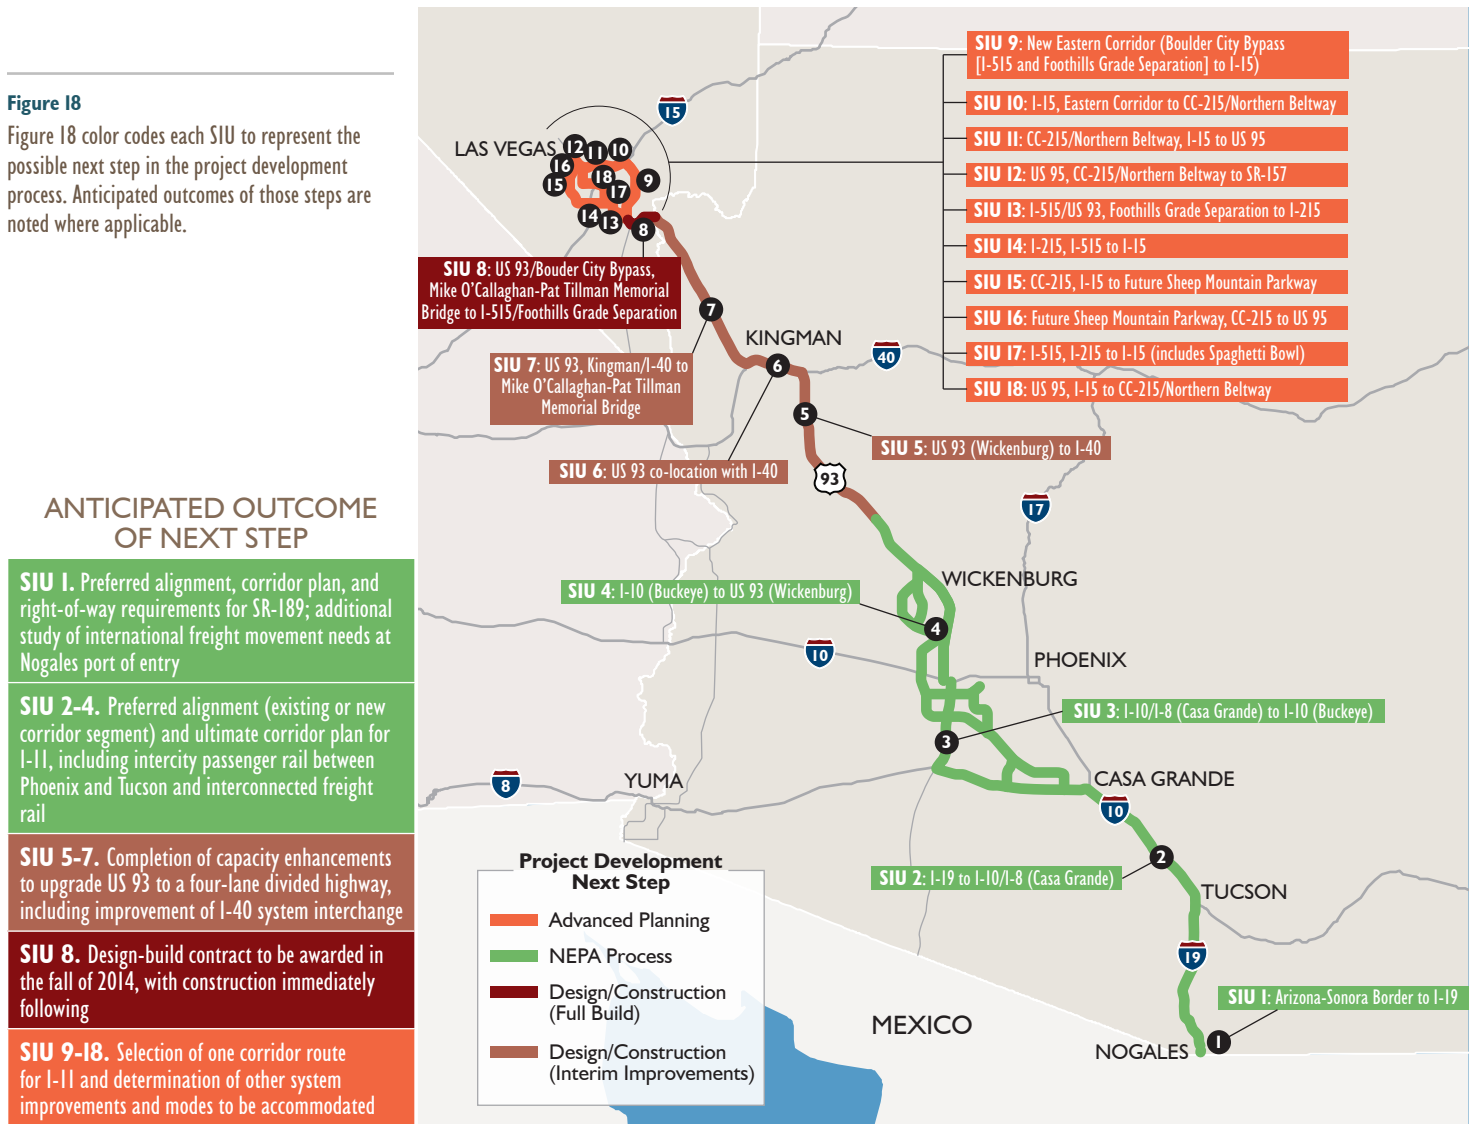 Figure 18
Figure 18 color codes each SIU to represent the
possible next step in the project development
process. Anticipated outcomes of those steps are
noted where applicable.
ANTICIPATED OUTCOME
OF NEXT STEP
SIU 1. Preferred alignment, corridor plan, and
right-of-way requirements for SR-189; additional
study of international freight movement needs at
Nogales port of entry
SIU 2-4. Preferred alignment (existing or new
corridor segment) and ultimate corridor plan for
I-11, including intercity passenger rail between
Phoenix and Tucson and interconnected freight
rail
SIU 5-7. Completion of capacity enhancements
to upgrade US 93 to a four-lane divided highway,
including improvement of I-40 system interchange
SIU 8. Design-build contract to be awarded in
the fall of 2014, with construction immediately
following
SIU 9-18. Selection of one corridor route
for I-11 and determination of other system
improvements and modes to be accommodated
SIU 9: New Eastern Corridor (Boulder City Bypass
[I-515 and Foothills Grade Separation] to I-15)
SIU 10: I-15, Eastern Corridor to CC-215/Northern Beltway
SIU 11: CC-215/Northern Beltway, I-15 to US 95
SIU 12: US 95, CC-215/Northern Beltway to SR-157
SIU 13: I-515/US 93, Foothills Grade Separation to I-215
SIU 14: I-215, I-515 to I-15
SIU 15: CC-215, I-15 to Future Sheep Mountain Parkway
SIU 16: Future Sheep Mountain Parkway, CC-215 to US 95
SIU 17: I-515, I-215 to I-15 (includes Spaghetti Bowl)
SIU 18: US 95, I-15 to CC-215/Northern Beltway
15
LAS VEGAS
12
11
10
16
18
9
15
17
14
13
8
SIU 8: US 93/Bouder City Bypass,
Mike O'Callaghan-Pat Tillman Memorial
Bridge to I-515/Foothills Grade Separation
7
KINGMAN
40
6
SIU 7: US 93, Kingman/I-40 to
Mike O'Callaghan-Pat Tillman
Memorial Bridge
5
SIU 5: US 93 (Wickenburg) to I-40
SIU 6: US 93 co-location with I-40
93
17
WICKENBURG
SIU 4: I-10 (Buckeye) to US 93 (Wickenburg)
4
10
PHOENIX
SIU 3: I-10/I-8 (Casa Grande) to I-10 (Buckeye)
3
8
YUMA
CASA GRANDE
10
2
SIU 2: I-19 to I-10/I-8 (Casa Grande)
TUCSON
19
SIU 1: Arizona-Sonora Border to I-19
MEXICO
NOGALES
1
Project Development
Next Step
Advanced Planning
NEPA Process
Design/Construction
(Full Build)
Design/Construction
(Interim Improvements)